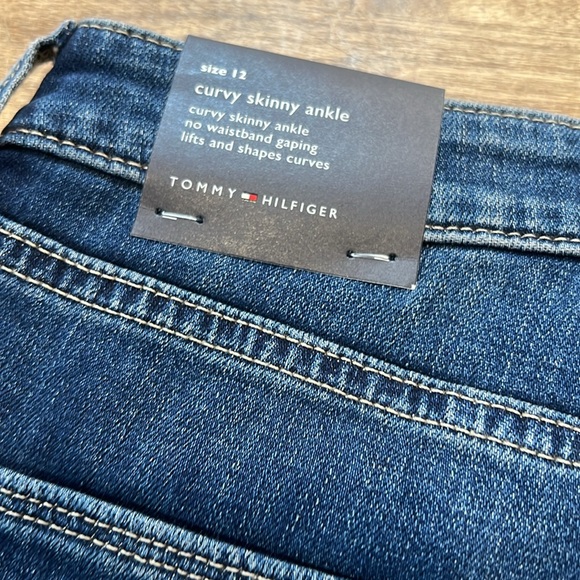 size 12
curvy skinny ankle
curvy skinny ankle
no waistband gaping
lifts and shapes curves
TOMMY HILFIGER